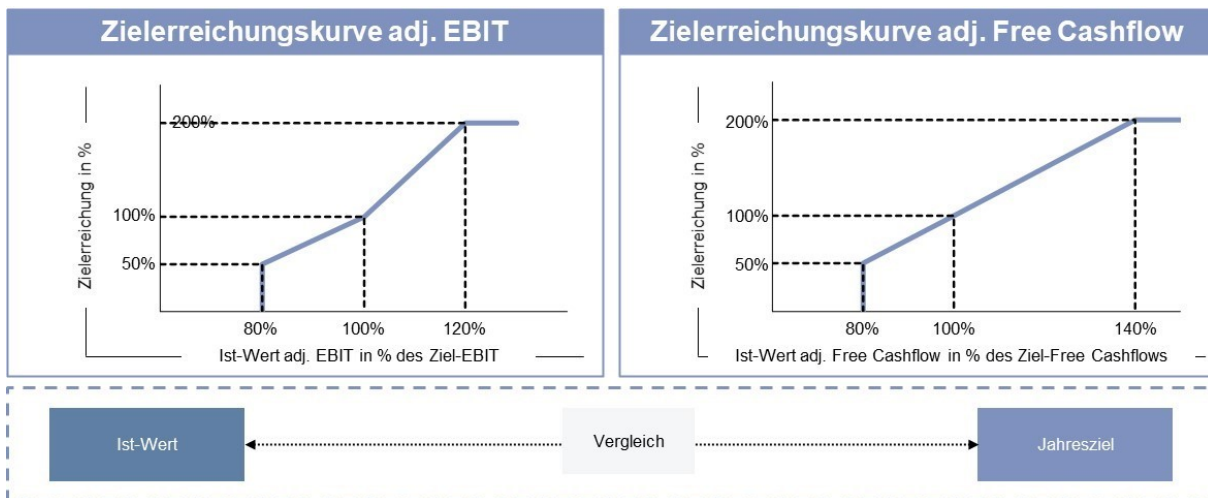 Zielerreichungskurve adj. EBIT
Zielerreichung in %
200%
100%
50%
80%
100%
120%
Ist-Wert adj. EBIT in % des Ziel-EBIT
Zielerreichungskurve adj. Free Cashflow
Zielerreichung in %
200%
100%
50%
80%
100%
140%
Ist-Wert adj. Free Cashflow in % des Ziel-Free Cashflows
Ist-Wert
Vergleich
Jahresziel